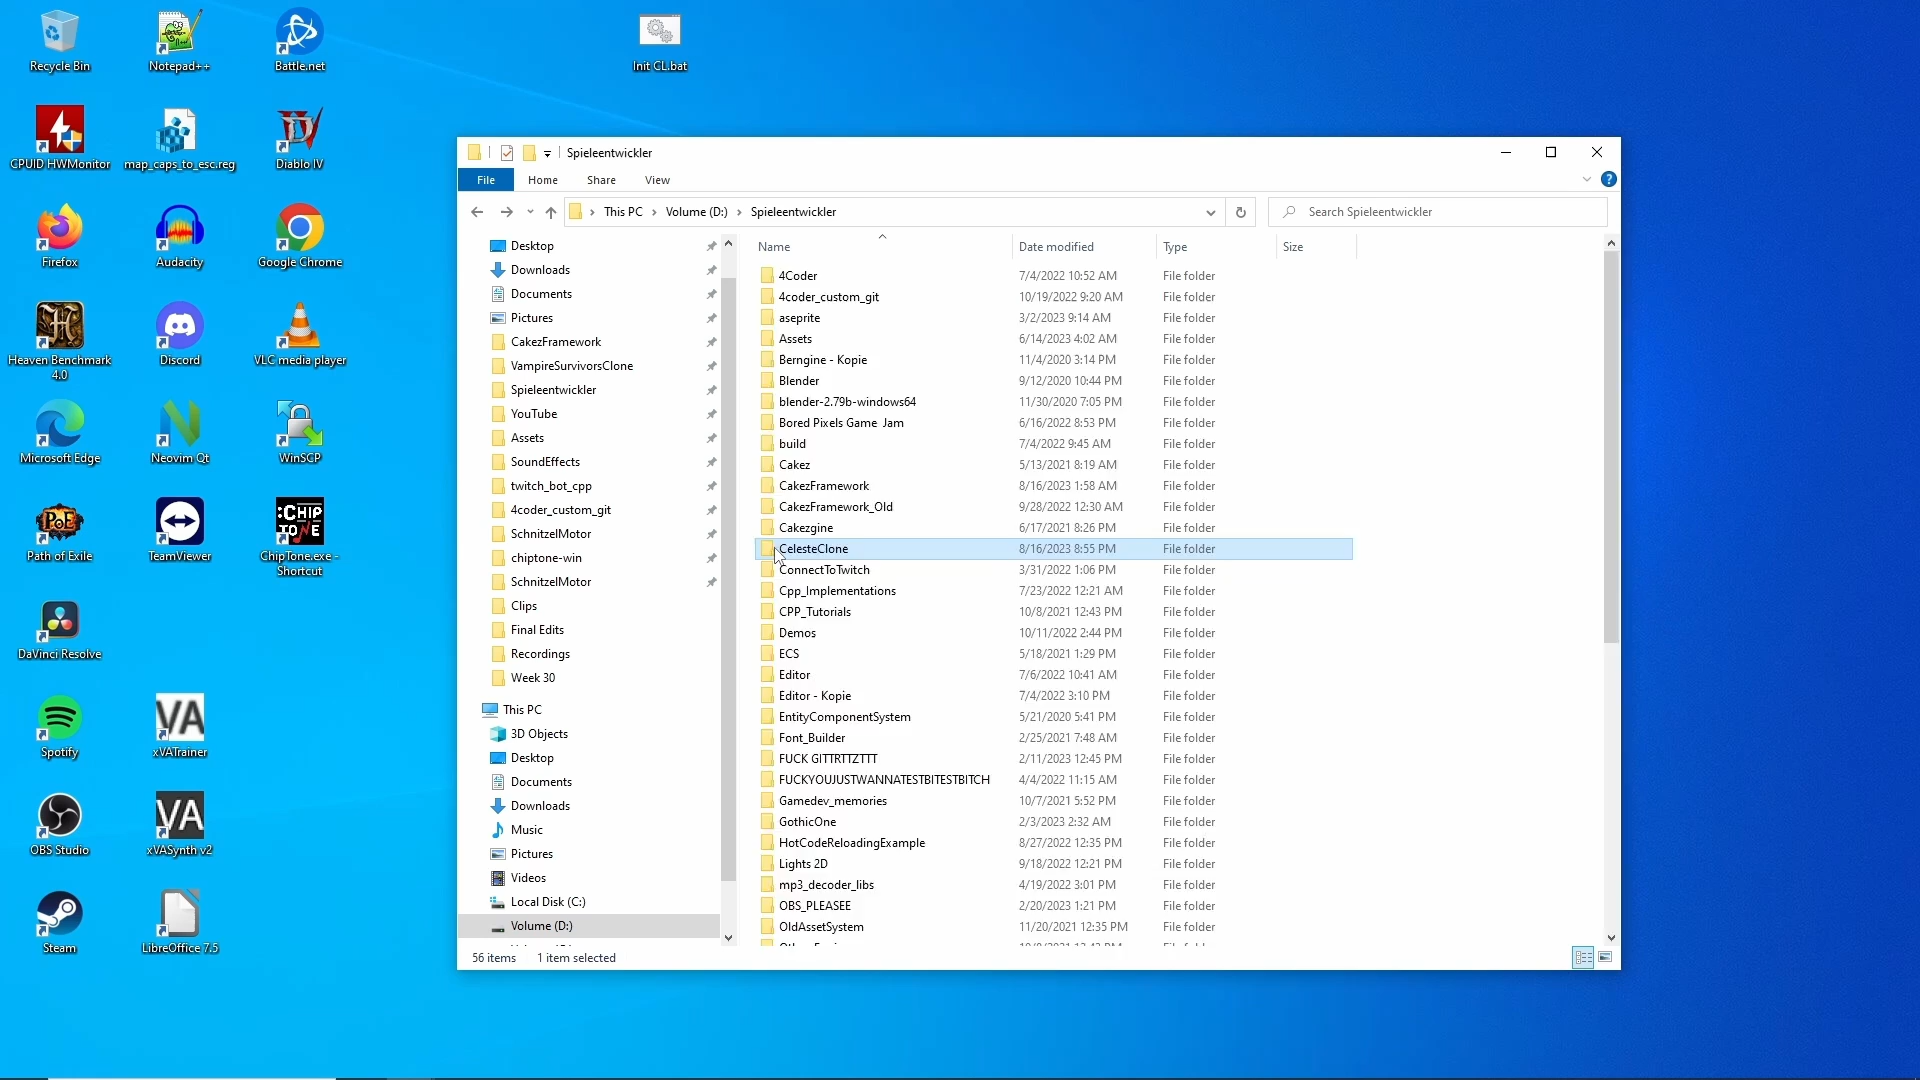 Recycle Bin
Notepad++
Battle.net
Init CL.bat
CPUID HWMonitor
map_caps_to_esc.reg
Diablo IV
Firefox
Audacity
Google Chrome
Heaven Benchmark
4.0
Discord
VLC media player
Microsoft Edge
Neovim Qt
WinSCP
Path of Exile
TeamViewer
ChipTone.exe -
Shortcut
DaVinci Resolve
Spotify
xVATrainer
OBS Studio
xVASynth v2
Steam
LibreOffice 7.5
Spieleentwickler
File Home Share View
This PC Volume (D:) Spieleentwickler
Search Spieleentwickler
Desktop
Downloads
Documents
Pictures
CakezFramework
VampireSurvivorsClone
Spieleentwickler
YouTube
Assets
SoundEffects
twitch_bot_cpp
4coder_custom_git
SchnitzelMotor
chiptone-win
SchnitzelMotor
Clips
Final Edits
Recordings
Week 30
This PC
3D Objects
Desktop
Documents
Downloads
Music
Pictures
Videos
Local Disk (C:)
Volume (D:)
Name Date modified Type Size
4Coder 7/4/2022 10:52 AM File folder
4coder_custom_git 10/19/2022 9:20 AM File folder
aseprite 3/2/2023 9:14 AM File folder
Assets 6/14/2023 4:02 AM File folder
Berngine - Kopie 11/4/2020 3:14 PM File folder
Blender 9/12/2020 10:44 PM File folder
blender-2.79b-windows64 11/30/2020 7:05 PM File folder
Bored Pixels Game Jam 6/16/2022 8:53 PM File folder
build 7/4/2022 9:45 AM File folder
Cakez 5/13/2021 8:19 AM File folder
CakezFramework 8/16/2023 1:58 AM File folder
CakezFramework_Old 9/28/2022 12:30 AM File folder
Cakezgine 6/17/2021 8:26 PM File folder
CelesteClone 8/16/2023 8:55 PM File folder
ConnectToTwitch 3/31/2022 1:06 PM File folder
Cpp_Implementations 7/23/2022 12:21 AM File folder
CPP_Tutorials 10/8/2021 12:43 PM File folder
Demos 10/11/2022 2:44 PM File folder
ECS 5/18/2021 1:29 PM File folder
Editor 7/6/2022 10:41 AM File folder
Editor - Kopie 7/4/2022 3:10 PM File folder
EntityComponentSystem 5/21/2020 5:41 PM File folder
Font_Builder 2/25/2021 7:48 AM File folder
FUCK GITTRTTZTTT 2/11/2023 12:45 PM File folder
FUCKYOUJUSTWANNATESTBITESTBITCH 4/4/2022 11:15 AM File folder
Gamedev_memories 10/7/2021 5:52 PM File folder
GothicOne 2/3/2023 2:32 AM File folder
HotCodeReloadingExample 8/27/2022 12:35 PM File folder
Lights 2D 9/18/2022 12:21 PM File folder
mp3_decoder_libs 4/19/2022 3:01 PM File folder
OBS_PLEASEE 2/20/2023 1:21 PM File folder
OldAssetSystem 11/20/2021 12:35 PM File folder
56 items 1 item selected